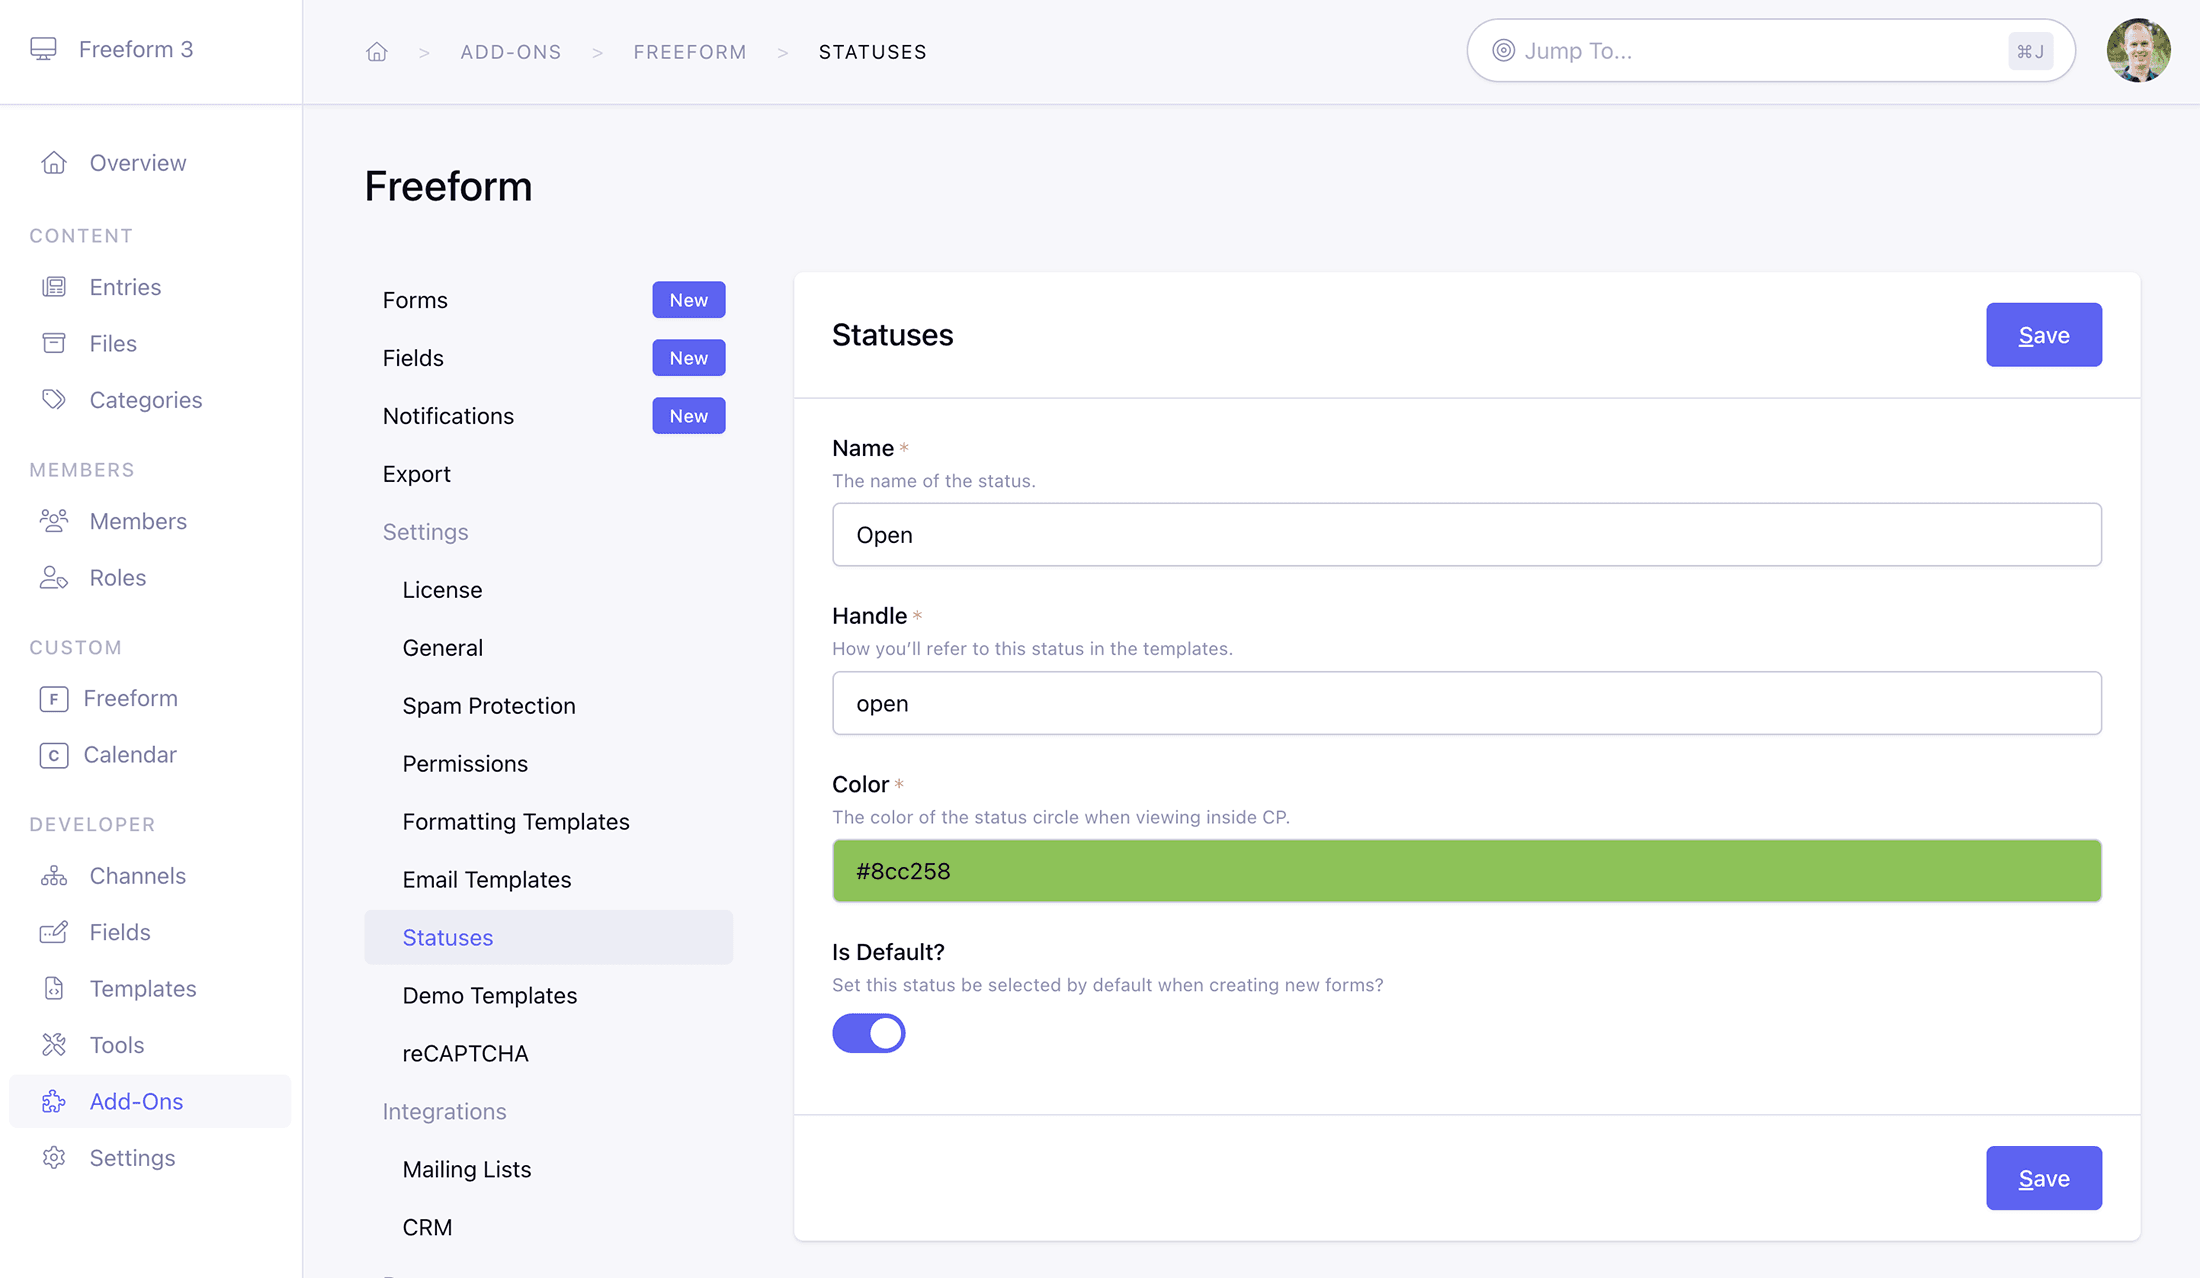 Freeform 3
> ADD-ONS > FREEFORM > STATUSES
Jump To...
⌘J
Overview
CONTENT
Entries
Files
Categories
MEMBERS
Members
Roles
CUSTOM
F Freeform
C Calendar
DEVELOPER
Channels
Fields
Templates
Tools
Add-Ons
Settings
Freeform
Forms New
Fields New
Notifications New
Export
Settings
License
General
Spam Protection
Permissions
Formatting Templates
Email Templates
Statuses
Demo Templates
reCAPTCHA
Integrations
Mailing Lists
CRM
Statuses
Save
Name *
The name of the status.
Open
Handle *
How you’ll refer to this status in the templates.
open
Color *
The color of the status circle when viewing inside CP.
#8cc258
Is Default?
Set this status be selected by default when creating new forms?
Save